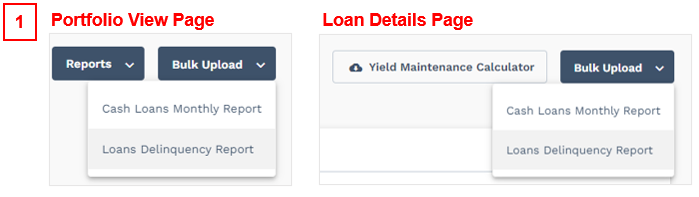 1 Portfolio View Page
Reports Bulk Upload
Cash Loans Monthly Report
Loans Delinquency Report
Loan Details Page
Yield Maintenance Calculator Bulk Upload
Cash Loans Monthly Report
Loans Delinquency Report